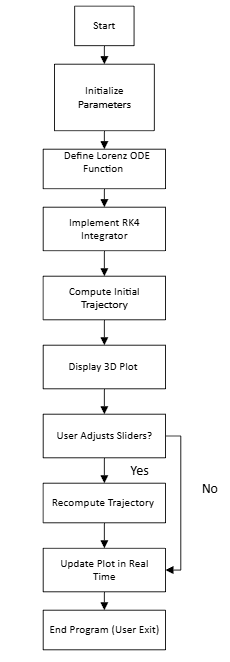 Start
Initialize
Parameters
Define Lorenz ODE
Function
Implement RK4
Integrator
Compute Initial
Trajectory
Display 3D Plot
User Adjusts Sliders?
Yes
No
Recompute Trajectory
Update Plot in Real
Time
End Program (User Exit)